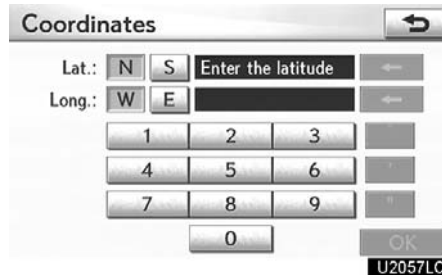 Coordinates
Lat.: N S Enter the latitude
Long.: W E
1 2 3 °
4 5 6 '
7 8 9 "
0 OK
U2057LC